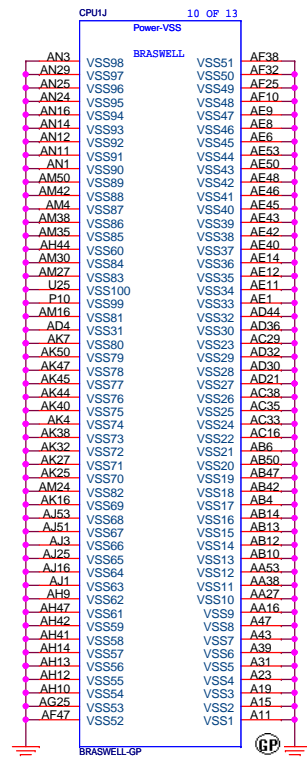 CPU1J 10 OF 13
Power-VSS
BRASWELL
AN3 VSS98 VSS51 AF38
AN29 VSS97 VSS50 AF32
AN25 VSS96 VSS49 AF25
AN24 VSS95 VSS48 AF10
AN16 VSS94 VSS47 AE9
AN14 VSS93 VSS46 AE8
AN12 VSS92 VSS45 AE6
AN11 VSS91 VSS44 AE53
AN1 VSS90 VSS43 AE50
AM50 VSS89 VSS42 AE48
AM42 VSS88 VSS41 AE46
AM4 VSS87 VSS40 AE45
AM38 VSS86 VSS39 AE43
AM35 VSS85 VSS38 AE42
AH44 VSS60 VSS37 AE40
AM30 VSS84 VSS36 AE14
AM27 VSS83 VSS35 AE12
U25 VSS100 VSS34 AE11
P10 VSS99 VSS33 AE1
AM16 VSS81 VSS32 AD44
AD4 VSS31 VSS30 AD36
AK7 VSS80 VSS23 AC29
AK50 VSS79 VSS29 AD32
AK47 VSS78 VSS28 AD30
AK45 VSS77 VSS27 AD21
AK44 VSS76 VSS26 AC38
AK40 VSS75 VSS25 AC35
AK4 VSS74 VSS24 AC33
AK38 VSS73 VSS22 AC16
AK32 VSS72 VSS21 AB6
AK27 VSS71 VSS20 AB50
AK25 VSS70 VSS19 AB47
AM24 VSS82 VSS18 AB42
AK16 VSS69 VSS17 AB4
AJ53 VSS68 VSS16 AB14
AJ51 VSS67 VSS15 AB13
AJ3 VSS66 VSS14 AB12
AJ25 VSS65 VSS13 AB10
AJ16 VSS64 VSS12 AA53
AJ1 VSS63 VSS11 AA38
AH9 VSS62 VSS10 AA27
AH47 VSS61 VSS9 AA16
AH42 VSS59 VSS8 A47
AH41 VSS58 VSS7 A43
AH14 VSS57 VSS6 A39
AH13 VSS56 VSS5 A31
AH12 VSS55 VSS4 A23
AH10 VSS54 VSS3 A19
AG25 VSS53 VSS2 A15
AF47 VSS52 VSS1 A11
BRASWELL-GP
GP